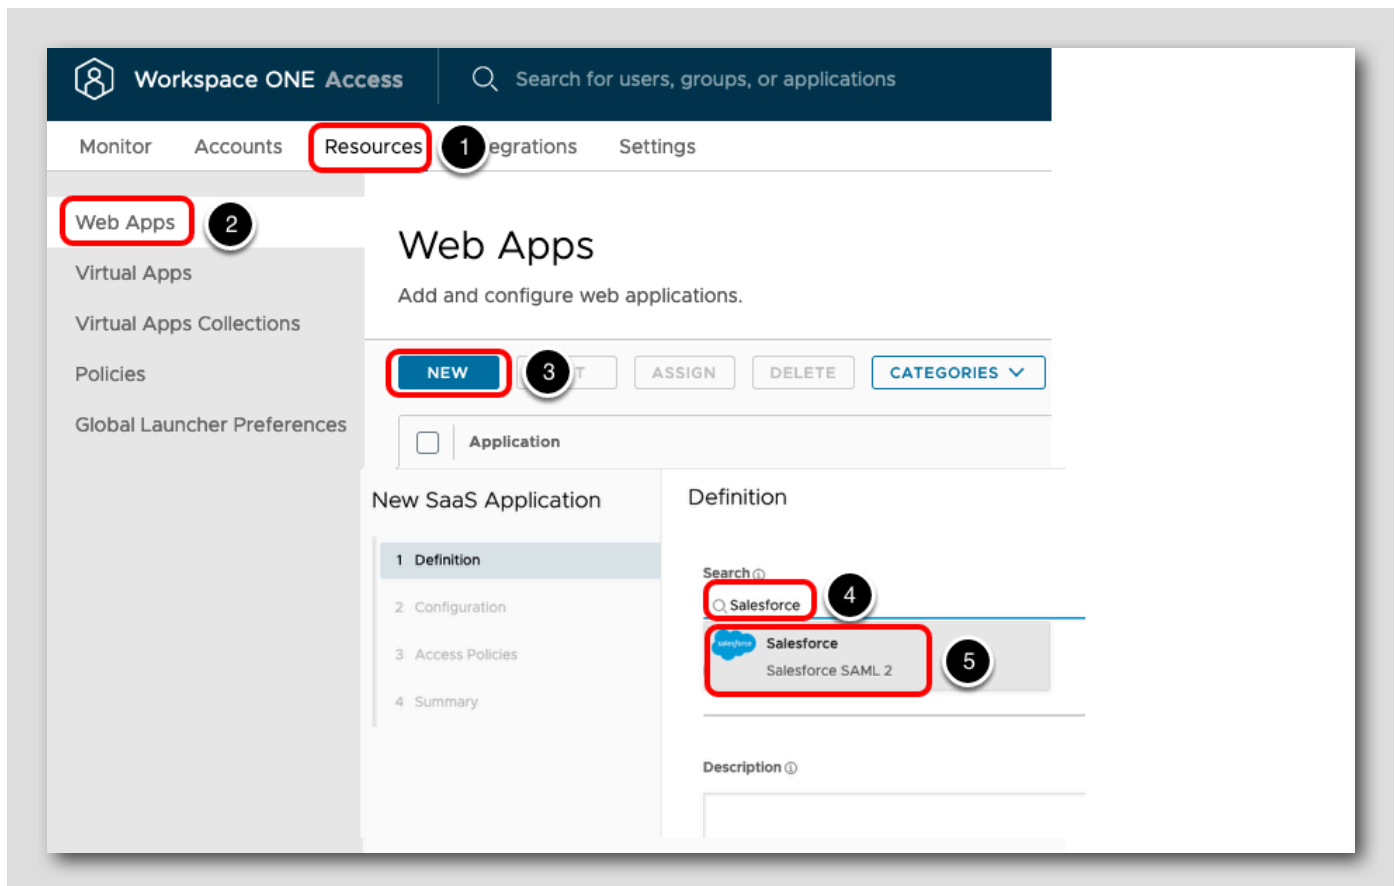 Workspace ONE Access
Search for users, groups, or applications
Monitor Accounts Resources 1 egrations Settings
Web Apps 2
Virtual Apps
Virtual Apps Collections
Policies
Global Launcher Preferences
Web Apps
Add and configure web applications.
NEW 3 T ASSIGN DELETE CATEGORIES
Application
New SaaS Application
1 Definition
2 Configuration
3 Access Policies
4 Summary
Definition
Search
Salesforce 4
salesforce
Salesforce
Salesforce SAML 2
5
Description